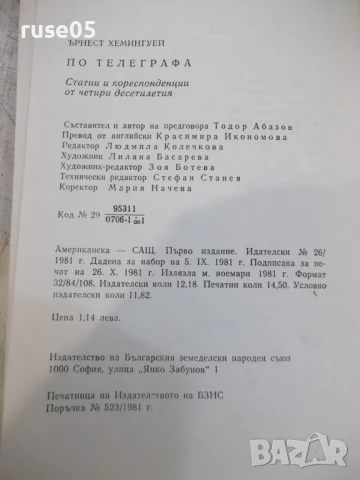 unus5050
ЪРНЕСТ ХЕМИНГУЕЙ
ПО ТЕЛЕГРАФА
Статии и кореспонденции
от четири десетилетия
Съставител и автор на предговора Тодор Абазов
Превод от английски Красимира Икономова
Редактор Людмила Колечкова
Художник Лиляна Басарева
Художник-редактор Зоя Ботева
Технически редактор Стефан Станев
Коректор Мария Начева
95311
Код № 29
0706-1
Американска — САЩ. Първо издание. Идателски № 26/
1981 г. Дадена за набор на 5. IX. 1981 г. Подписана за пе-
чат на 26. X. 1981 г. Излязла м. ноември 1981 г. Формат
32/84/108. Издателски коли 12,18. Печатни коли 14,50. Условно
издателски коли 11,82.
Цена 1,14 лева.
Издателство на Българския земеделски народен съюз
1000 София, улица „Янко Забунов" 1
Печатница на Издателството на БЗНС
Поръчка № 523/1981 г.
BAZAR
bg